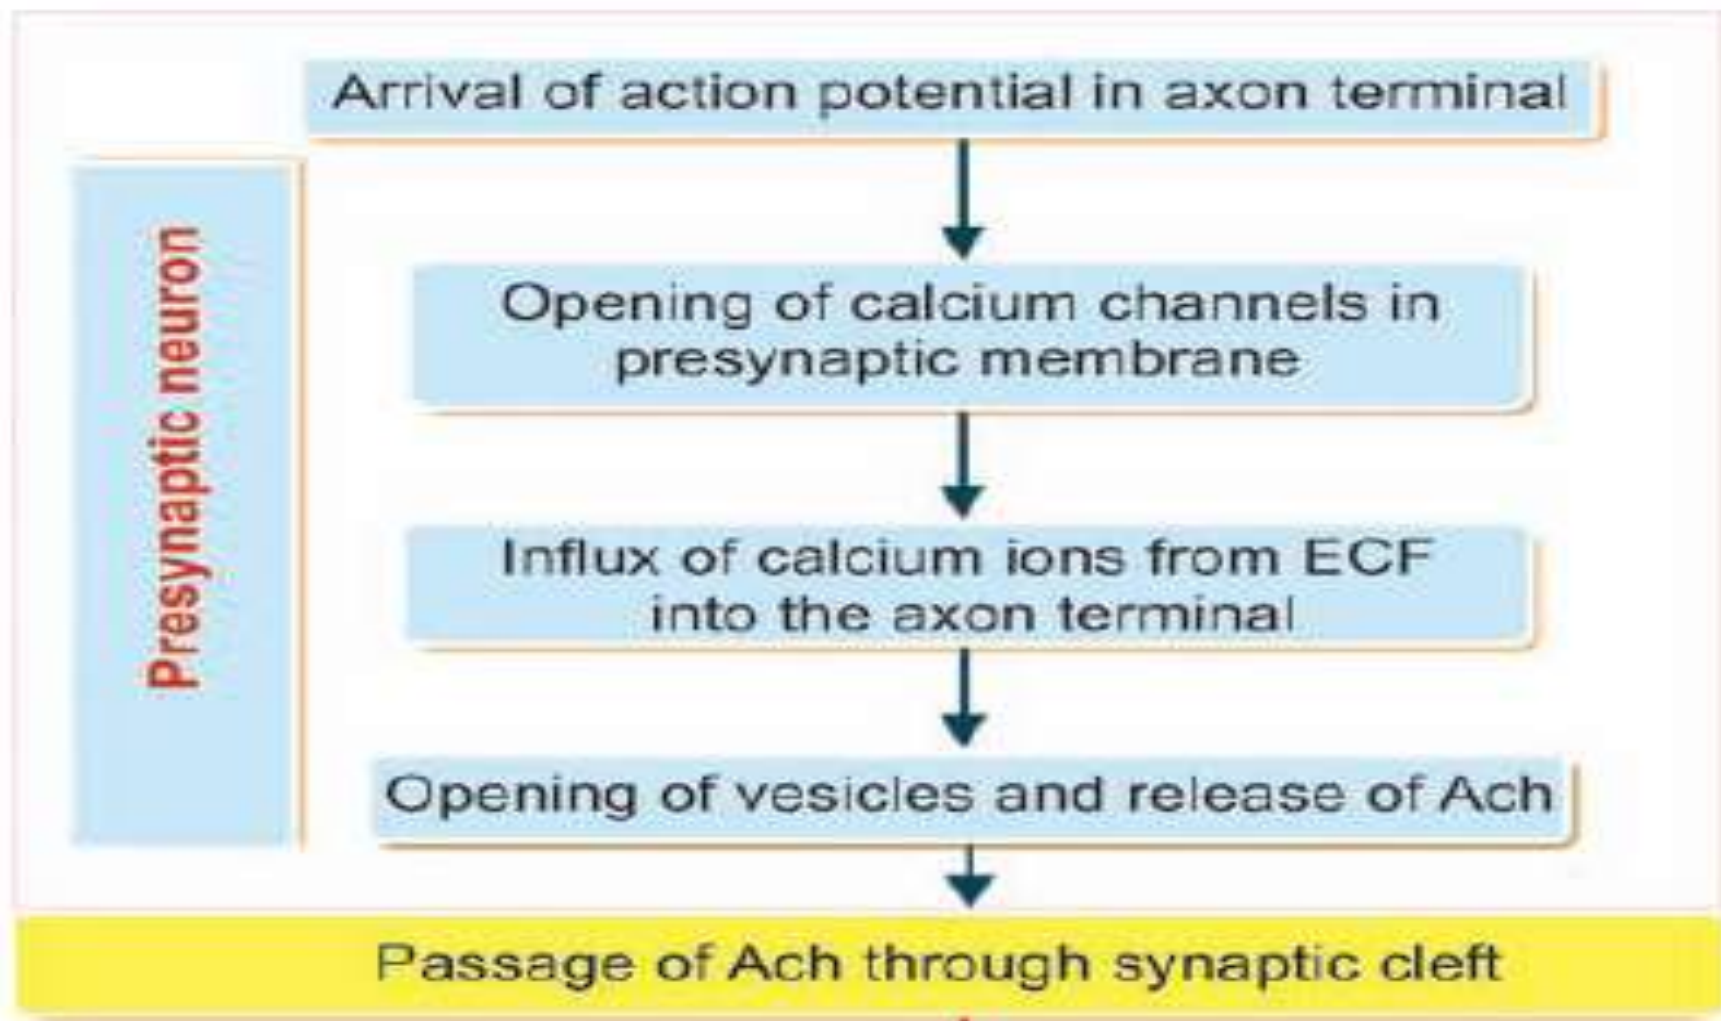 Arrival of action potential in axon terminal
Presynaptic neuron
Opening of calcium channels in
presynaptic membrane
Influx of calcium ions from ECF
into the axon terminal
Opening of vesicles and release of Ach
Passage of Ach through synaptic cleft